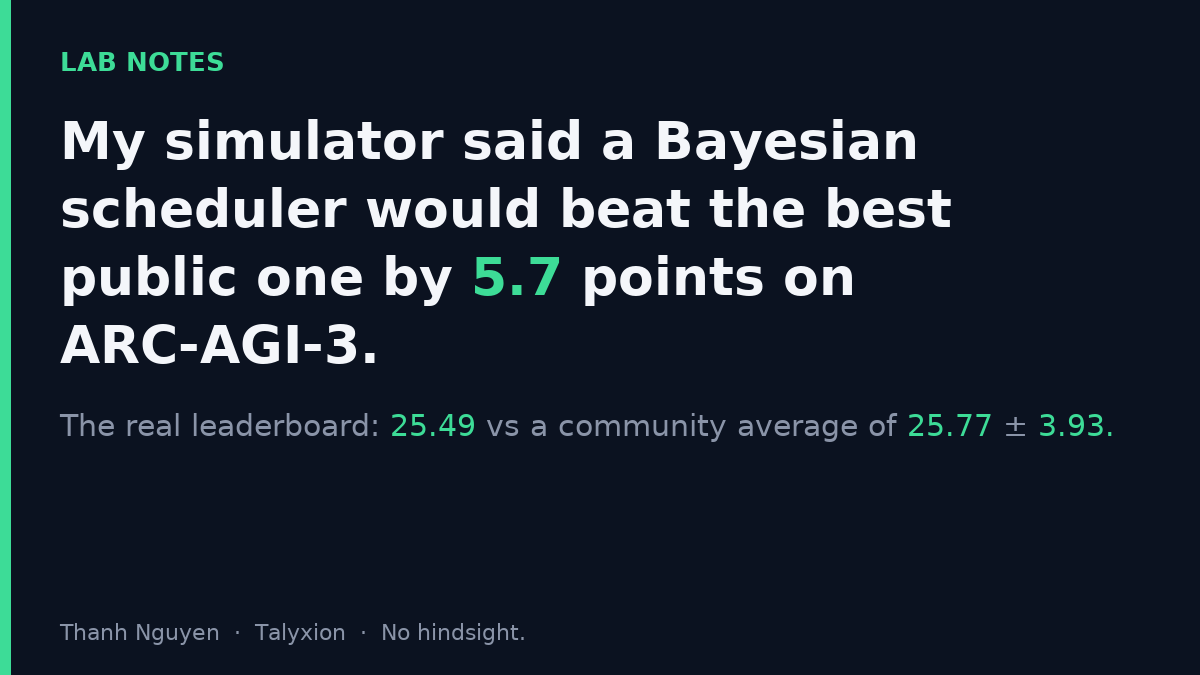 LAB NOTES
My simulator said a Bayesian
scheduler would beat the best
public one by 5.7 points on
ARC-AGI-3.
The real leaderboard: 25.49 vs a community average of 25.77 ± 3.93.
Thanh Nguyen · Talyxion · No hindsight.